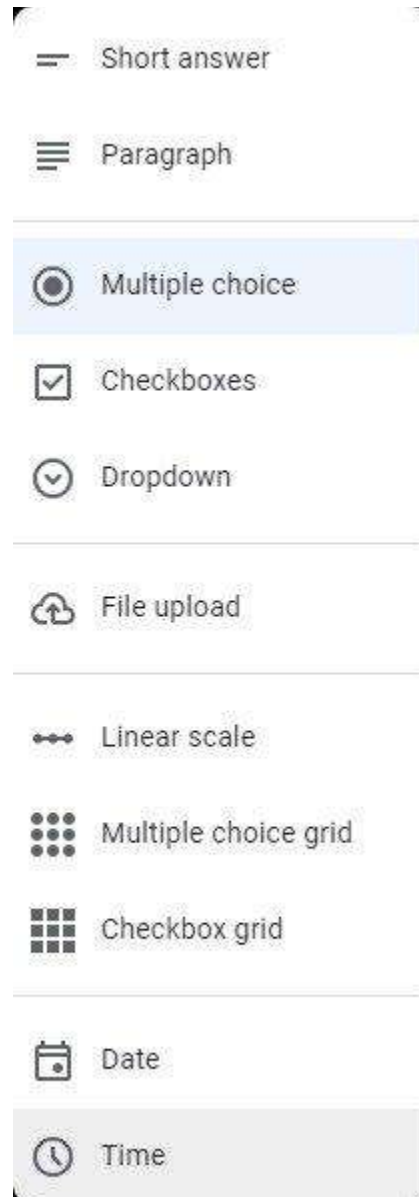 Short answer
Paragraph
Multiple choice
Checkboxes
Dropdown
File upload
Linear scale
Multiple choice grid
Checkbox grid
Date
Time